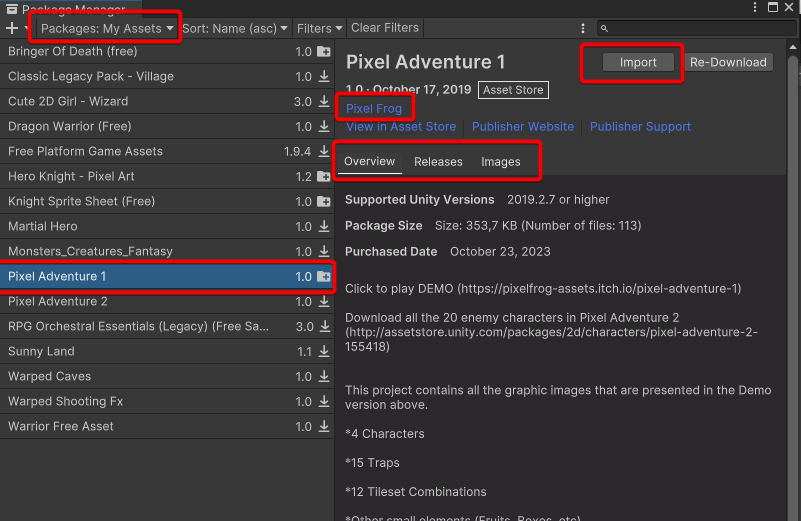 Package Manager
Packages: My Assets Sort: Name (asc) Filters Clear Filters
Bringer Of Death (free) 1.0
Classic Legacy Pack - Village 1.0
Cute 2D Girl - Wizard 3.0
Dragon Warrior (Free) 1.0
Free Platform Game Assets 1.9.4
Hero Knight - Pixel Art 1.2
Knight Sprite Sheet (Free) 1.0
Martial Hero 1.0
Monsters_Creatures_Fantasy 1.0
Pixel Adventure 1 1.0
Pixel Adventure 2 1.0
RPG Orchestral Essentials (Legacy) (Free Sa... 3.0
Sunny Land 1.1
Warped Caves 1.0
Warped Shooting Fx 1.0
Warrior Free Asset 1.0
Pixel Adventure 1
Import Re-Download
1.0 · October 17, 2019 Asset Store
Pixel Frog
View in Asset Store Publisher Website Publisher Support
Overview Releases Images
Supported Unity Versions 2019.2.7 or higher
Package Size Size: 353,7 KB (Number of files: 113)
Purchased Date October 23, 2023
Click to play DEMO (https://pixelfrog-assets.itch.io/pixel-adventure-1)
Download all the 20 enemy characters in Pixel Adventure 2
(http://assetstore.unity.com/packages/2d/characters/pixel-adventure-2-
155418)
This project contains all the graphic images that are presented in the Demo
version above.
*4 Characters
*15 Traps
*12 Tileset Combinations
*Other small elements (Fruits, Boxes, etc)